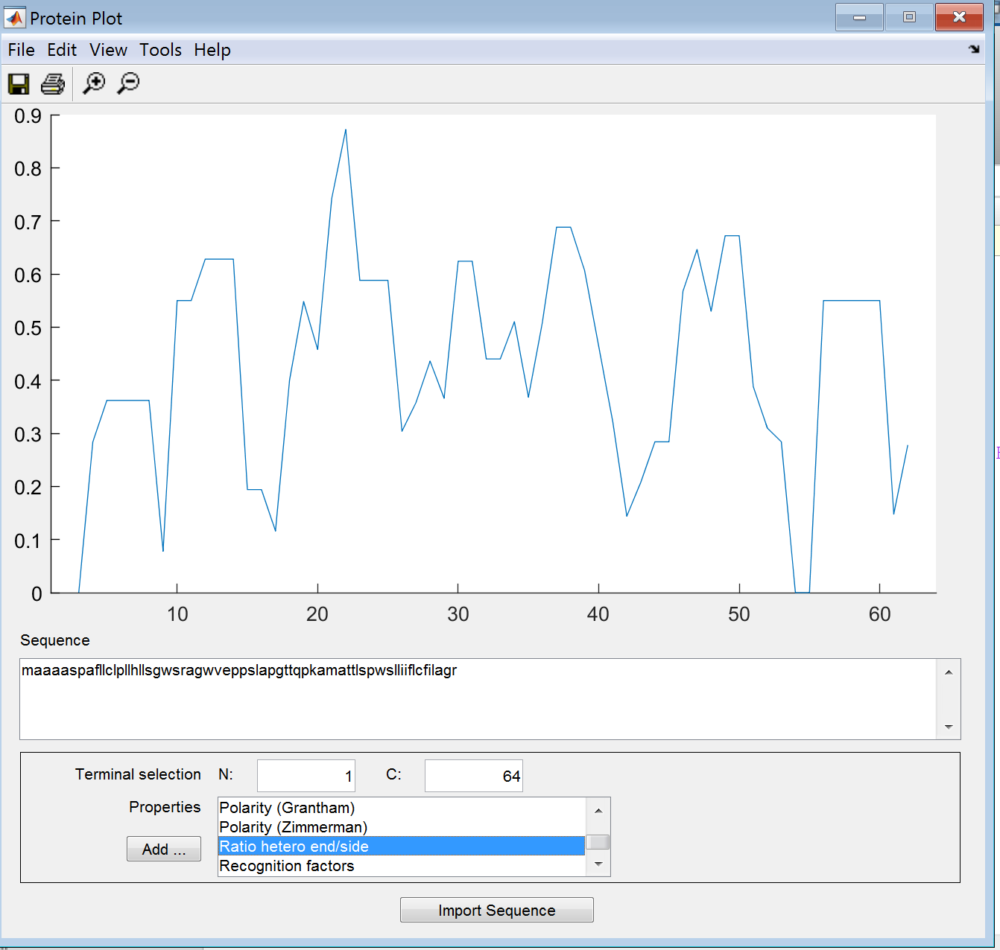 Protein Plot
File Edit View Tools Help
0.9
0.8
0.7
0.6
0.5
0.4
0.3
0.2
0.1
0
10 20 30 40 50 60
Sequence
maaaaspafllclpllhllsgwsragwveppslapgttqpkamattlspwslliiflcfilagr
Terminal selection N: 1 C: 64
Properties
Polarity (Grantham)
Polarity (Zimmerman)
Ratio hetero end/side
Recognition factors
Add ...
Import Sequence